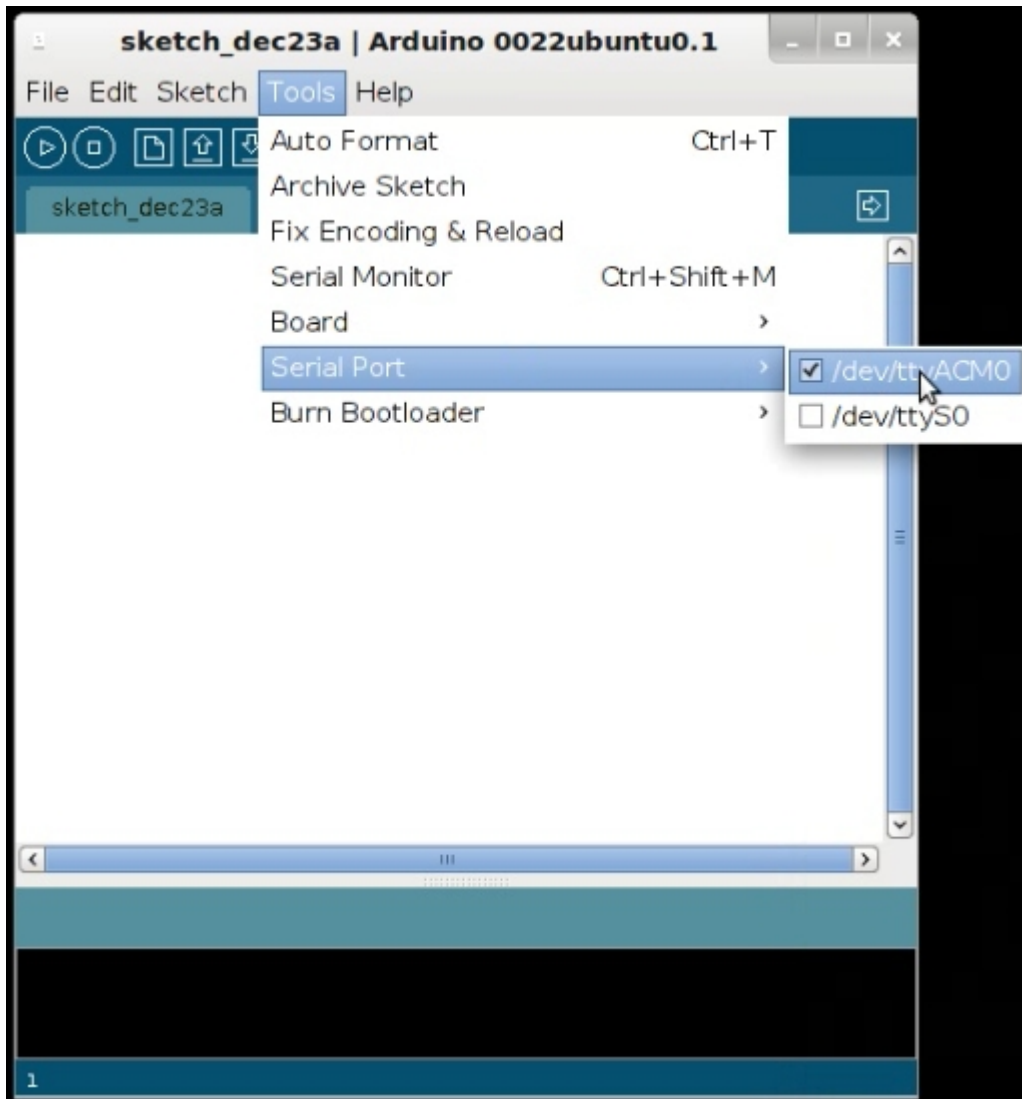 sketch_dec23a | Arduino 0022ubuntu0.1
File Edit Sketch Tools Help
sketch_dec23a
Auto Format Ctrl+T
Archive Sketch
Fix Encoding & Reload
Serial Monitor Ctrl+Shift+M
Board
Serial Port
Burn Bootloader
/dev/ttyACM0
/dev/ttyS0
1